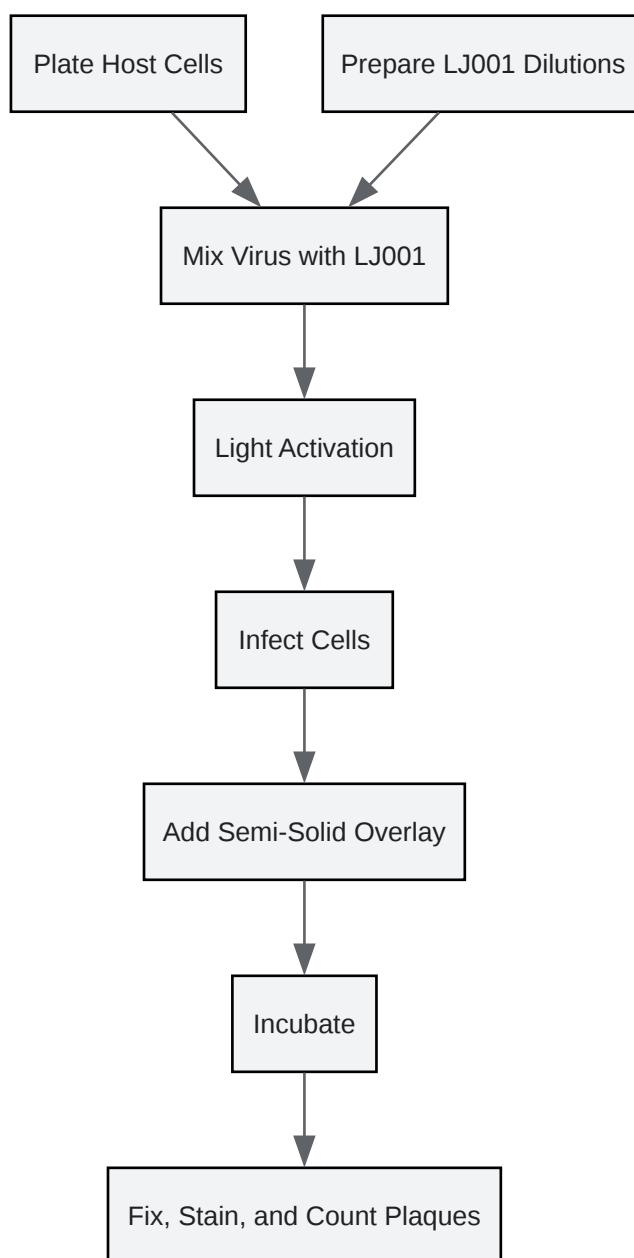 Plate Host Cells
Prepare LJ001 Dilutions
Mix Virus with LJ001
Light Activation
Infect Cells
Add Semi-Solid Overlay
Incubate
Fix, Stain, and Count Plaques